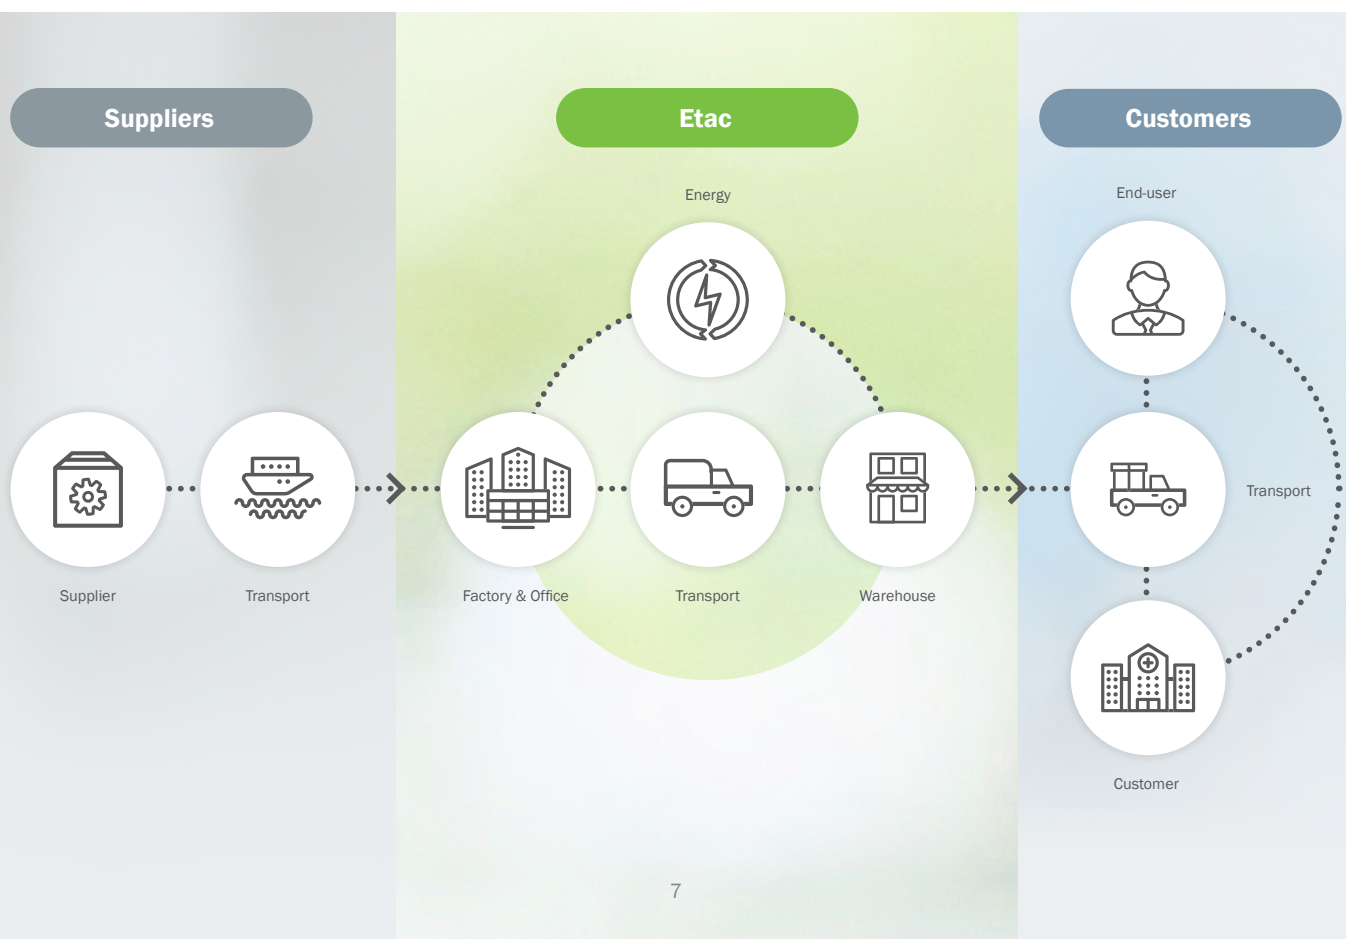 Suppliers
Etac
Customers
Energy
End-user
Transport
Supplier
Transport
Factory & Office
Transport
Warehouse
Customer
7